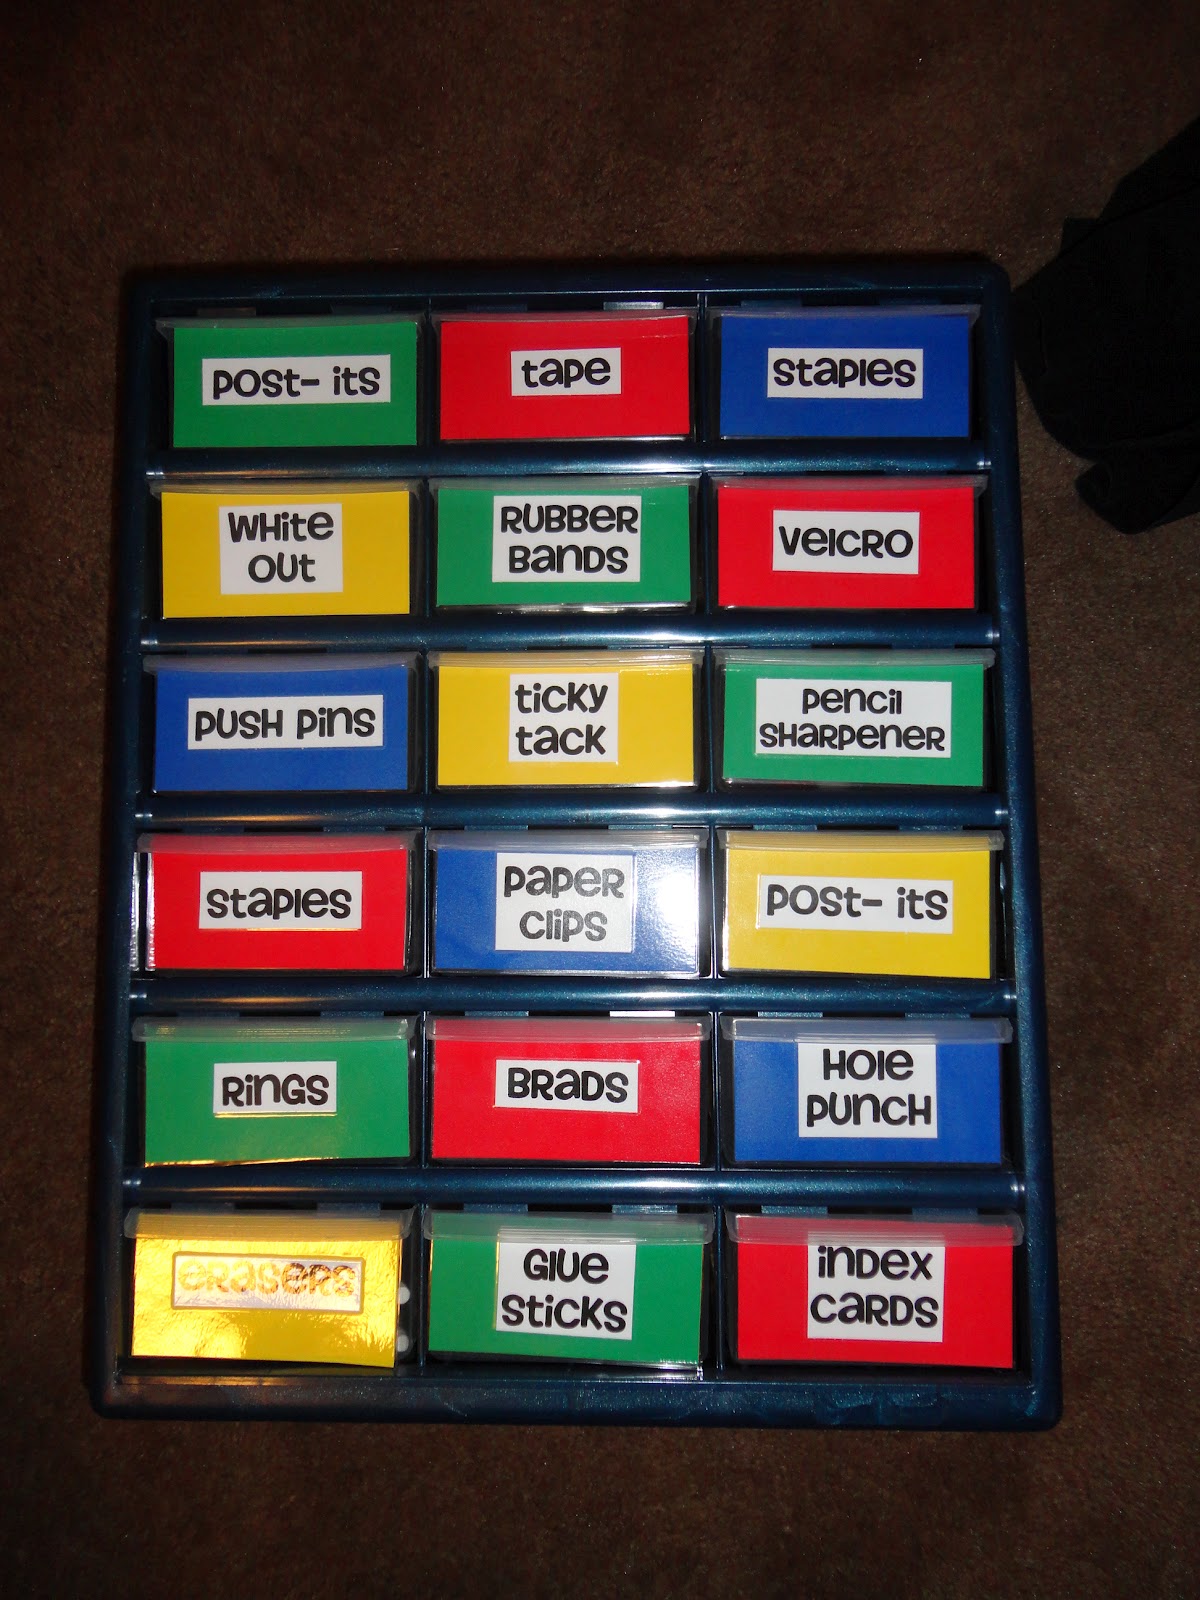 Post- its
tape
staples
White
Out
Rubber
Bands
Velcro
Push Pins
ticky
tack
Pencil
Sharpener
Staples
Paper
Clips
Post- its
Rings
Brads
Hole
Punch
erasers
Glue
Sticks
index
Cards